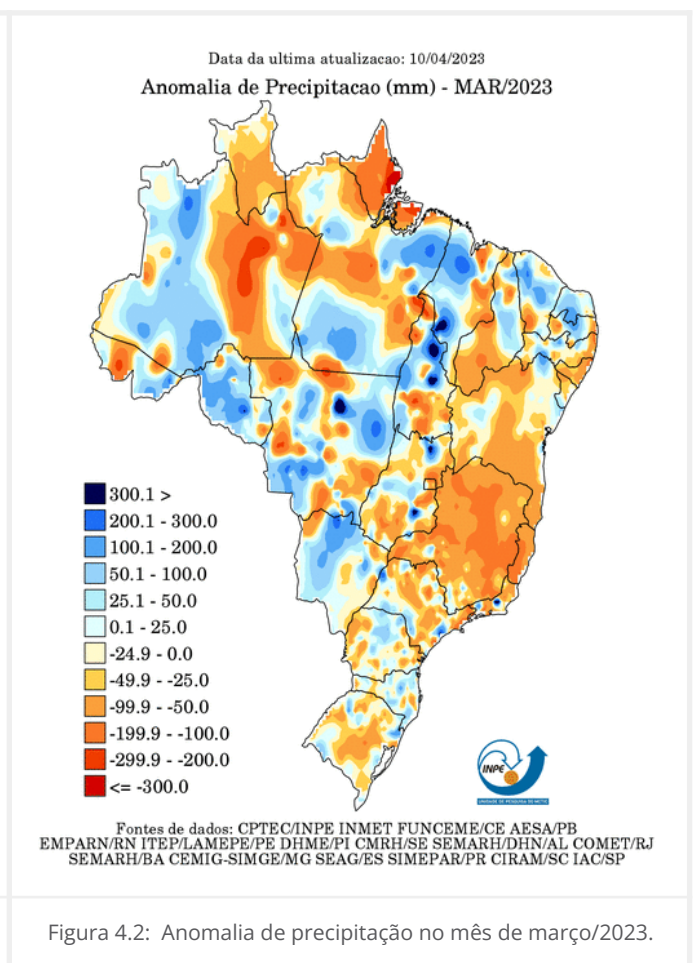 Data da ultima atualizacao: 10/04/2023
Anomalia de Precipitacao (mm) - MAR/2023
300.1 >
200.1 - 300.0
100.1 - 200.0
50.1 - 100.0
25.1 - 50.0
0.1 - 25.0
-24.9 - 0.0
-49.9 - -25.0
-99.9 - -50.0
-199.9 - -100.0
-299.9 - -200.0
<= -300.0
INPE
Fontes de dados: CPTEC/INPE INMET FUNCEME/CE AESA/PB
EMPARN/RN ITEP/LAMEPE/PE DHME/PI CMRH/SE SEMARH/DHN/AL COMET/RJ
SEMARH/BA CEMIG-SIMGE/MG SEAG/ES SIMEPAR/PR CIRAM/SC IAC/SP
Figura 4.2: Anomalia de precipitação no mês de março/2023.